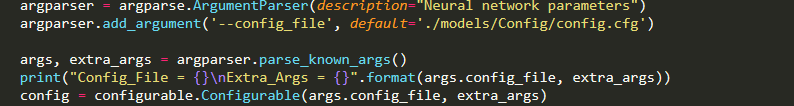 argparser = argparse.ArgumentParser(description="Neural network parameters")
argparser.add_argument('--config_file', default='./models/Config/config.cfg')
args, extra_args = argparser.parse_known_args()
print("Config_File = {}\nExtra_Args = {}".format(args.config_file, extra_args))
config = configurable.Configurable(args.config_file, extra_args)